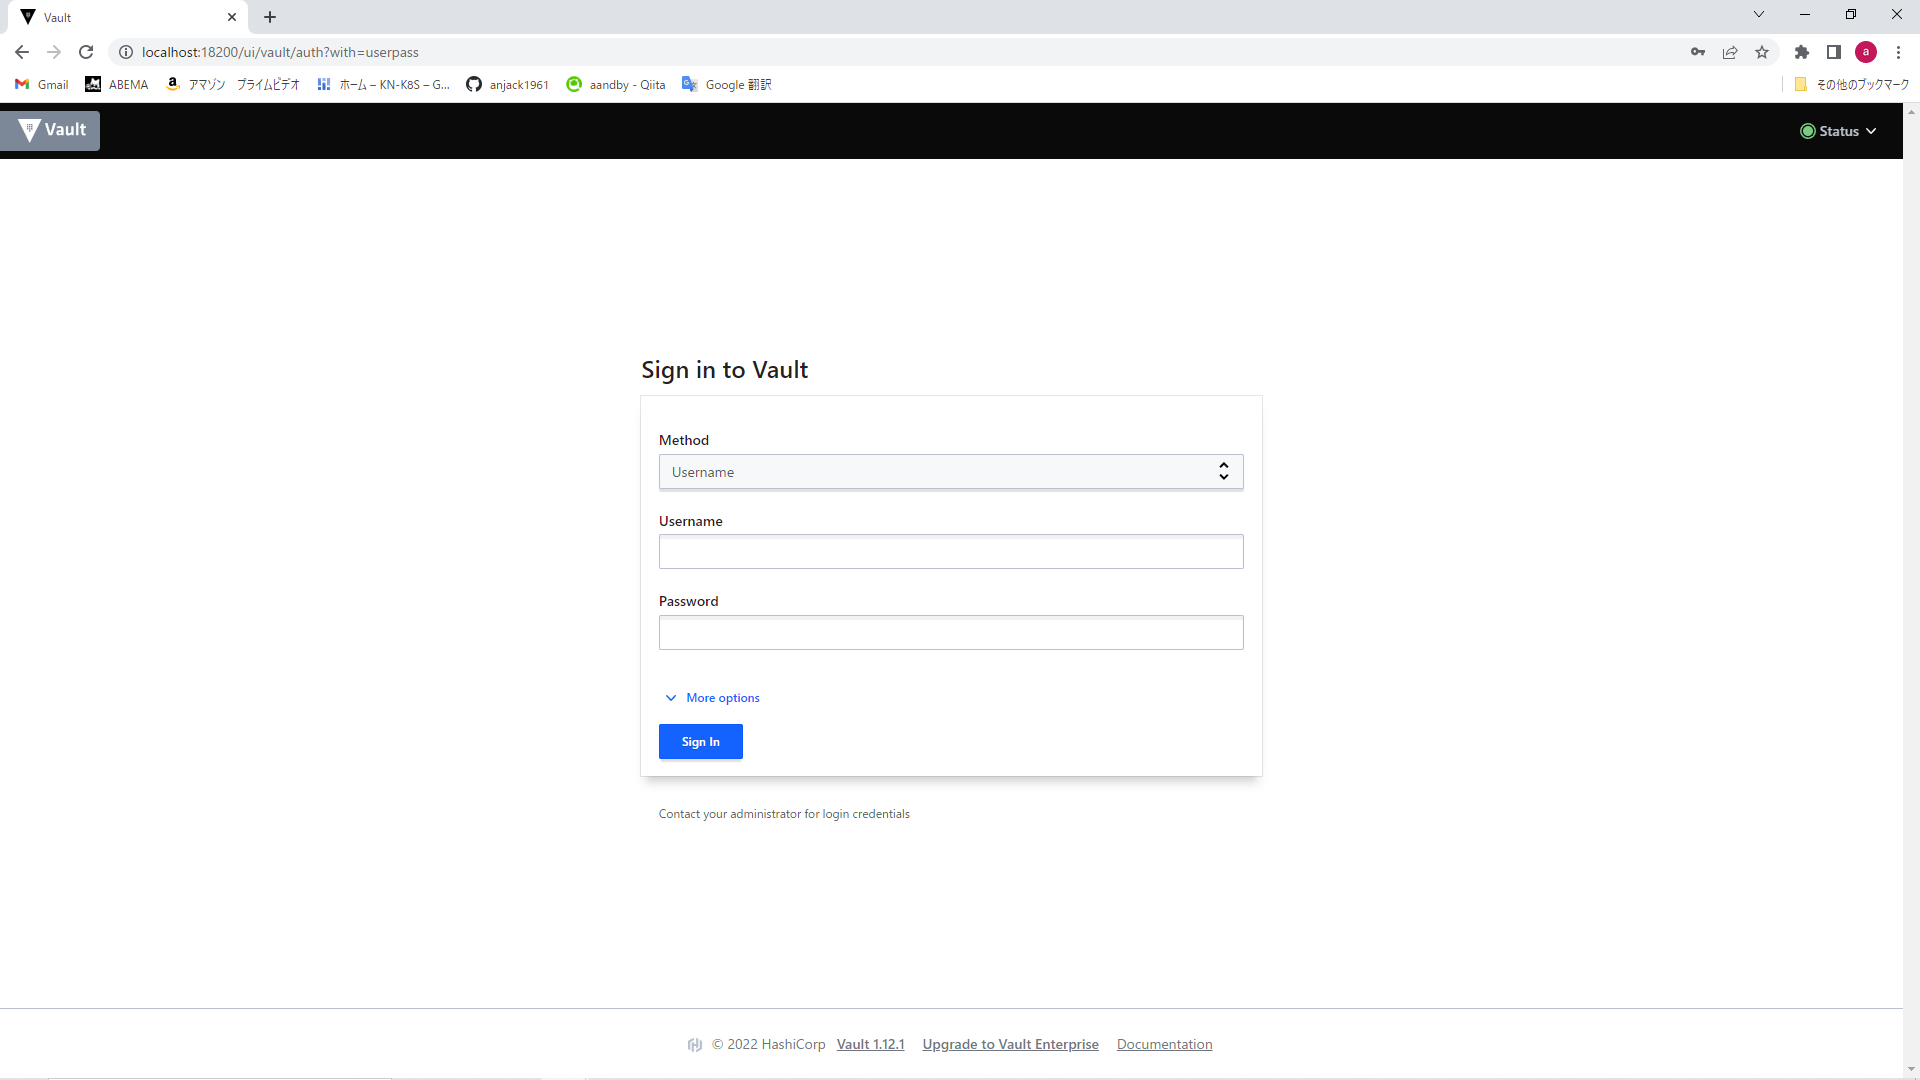 Vault
localhost:18200/ui/vault/auth?with=userpass
a
Gmail ABEMA アマゾン プライムビデオ ホーム – KN-K8S – G... anjack1961 aandby - Qiita Google 翻訳 その他のブックマーク
Vault Status
Sign in to Vault
Method
Username
Username
Password
More options
Sign In
Contact your administrator for login credentials
© 2022 HashiCorp Vault 1.12.1 Upgrade to Vault Enterprise Documentation